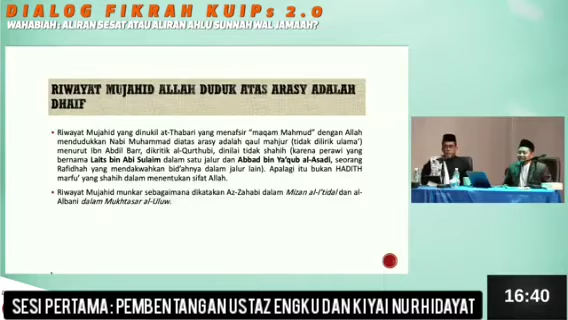 DIALOG FIKRAH KUIPs 2.0
WAHABIAH : ALIRAN SESAT ATAU ALIRAN AHLU SUNNAH WAL JAMAAH?
RIWAYAT MUJAHID ALLAH DUDUK ATAS ARASY ADALAH
DHAIF
• Riwayat Mujahid yang dinukil at-Thabari yang menafsir "maqam Mahmud" dengan Allah
mendudukkan Nabi Muhammad diatas arasy adalah qaul mahjur (tidak dilirik ulama')
menurut Ibn Abdil Barr, dikritik al-Qurthubi, dinilai tidak shahih (karena perawi yang
bernama Laits bin Abi Sulaim dalam satu jalur dan Abbad bin Ya'qub al-Asadi, seorang
Rafidhah yang mendakwahkan bid'ahnya dalam jalur lain). Apalagi itu bukan HADITH
marfu' yang shahih dalam menentukan sifat Allah.
• Riwayat Mujahid munkar sebagaimana dikatakan Az-Zahabi dalam Mizan al-I'tidal dan al-
Albani dalam Mukhtasar al-Uluw.
SESI PERTAMA : PEMBENTANGAN USTAZ ENGKU DAN KIYAI NURHIDAYAT
16:40